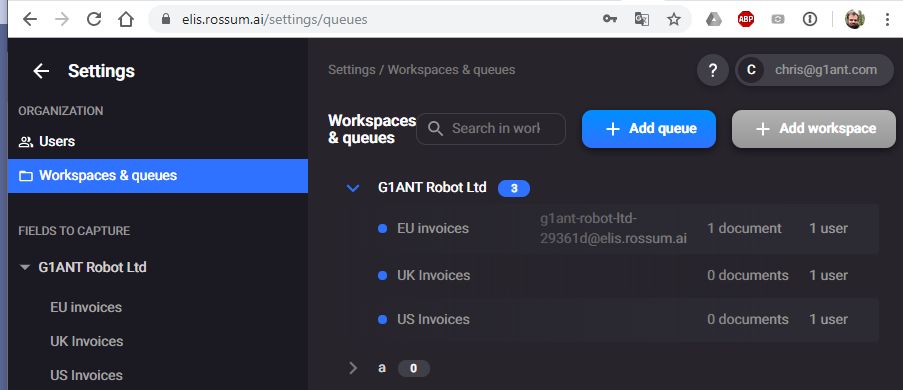 elis.rossum.ai/settings/queues
ABP
Settings
Settings / Workspaces & queues
?
C
chris@g1ant.com
ORGANIZATION
Users
Workspaces & queues
Workspaces
& queues
Search in work
+ Add queue
+ Add workspace
G1ANT Robot Ltd 3
EU invoices
g1ant-robot-ltd-
29361d@elis.rossum.ai
1 document
1 user
UK Invoices
0 documents
1 user
US Invoices
0 documents
1 user
a 0
FIELDS TO CAPTURE
G1ANT Robot Ltd
EU invoices
UK Invoices
US Invoices